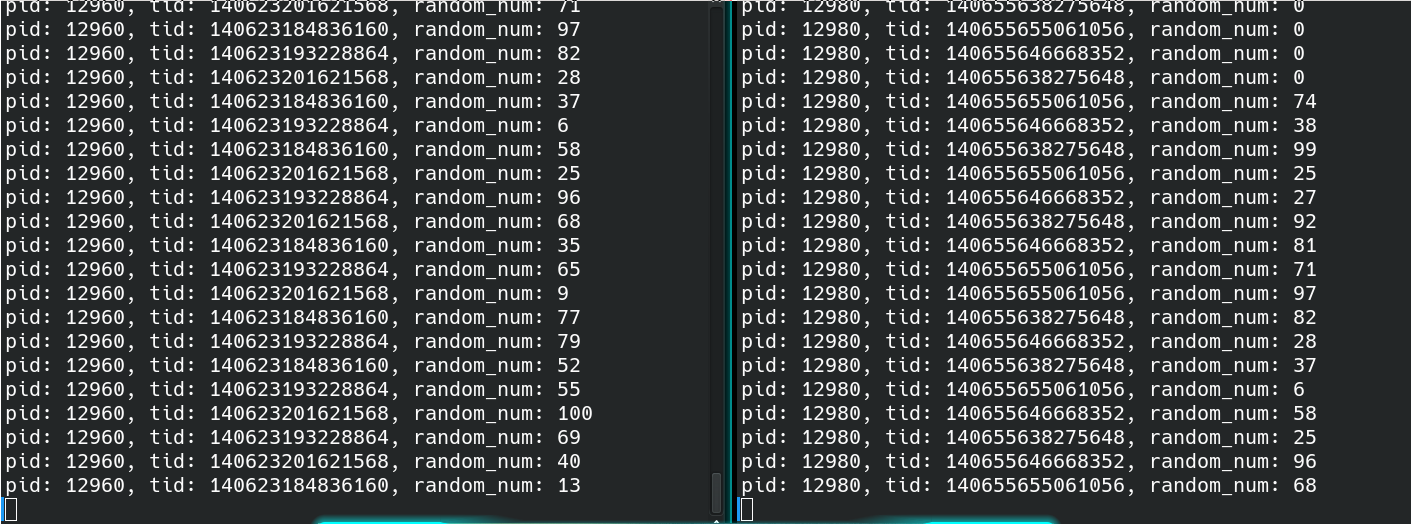 pid: 12960, tid: 140623201621568, random_num: 71
pid: 12960, tid: 140623184836160, random_num: 97
pid: 12960, tid: 140623193228864, random_num: 82
pid: 12960, tid: 140623201621568, random_num: 28
pid: 12960, tid: 140623184836160, random_num: 37
pid: 12960, tid: 140623193228864, random_num: 6
pid: 12960, tid: 140623184836160, random_num: 58
pid: 12960, tid: 140623201621568, random_num: 25
pid: 12960, tid: 140623193228864, random_num: 96
pid: 12960, tid: 140623201621568, random_num: 68
pid: 12960, tid: 140623184836160, random_num: 35
pid: 12960, tid: 140623193228864, random_num: 65
pid: 12960, tid: 140623201621568, random_num: 9
pid: 12960, tid: 140623184836160, random_num: 77
pid: 12960, tid: 140623193228864, random_num: 79
pid: 12960, tid: 140623184836160, random_num: 52
pid: 12960, tid: 140623193228864, random_num: 55
pid: 12960, tid: 140623201621568, random_num: 100
pid: 12960, tid: 140623193228864, random_num: 69
pid: 12960, tid: 140623201621568, random_num: 40
pid: 12960, tid: 140623184836160, random_num: 13
pid: 12980, tid: 140655638275648, random_num: 0
pid: 12980, tid: 140655655061056, random_num: 0
pid: 12980, tid: 140655646668352, random_num: 0
pid: 12980, tid: 140655638275648, random_num: 0
pid: 12980, tid: 140655655061056, random_num: 74
pid: 12980, tid: 140655646668352, random_num: 38
pid: 12980, tid: 140655638275648, random_num: 99
pid: 12980, tid: 140655655061056, random_num: 25
pid: 12980, tid: 140655646668352, random_num: 27
pid: 12980, tid: 140655638275648, random_num: 92
pid: 12980, tid: 140655646668352, random_num: 81
pid: 12980, tid: 140655655061056, random_num: 71
pid: 12980, tid: 140655655061056, random_num: 97
pid: 12980, tid: 140655638275648, random_num: 82
pid: 12980, tid: 140655646668352, random_num: 28
pid: 12980, tid: 140655638275648, random_num: 37
pid: 12980, tid: 140655655061056, random_num: 6
pid: 12980, tid: 140655646668352, random_num: 58
pid: 12980, tid: 140655638275648, random_num: 25
pid: 12980, tid: 140655646668352, random_num: 96
pid: 12980, tid: 140655655061056, random_num: 68